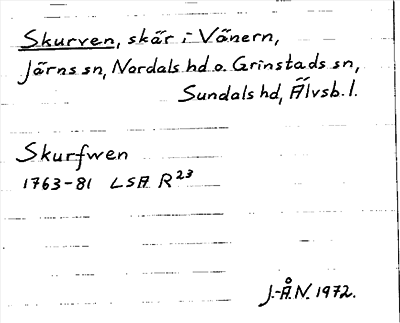 Skurven, skär i Vänern,
Järns sn, Nordals hd o. Grinstads sn,
Sundals hd, Älvsb. l.
Skurfwen
1763-81 LSA R23
J.-Å.N. 1972.